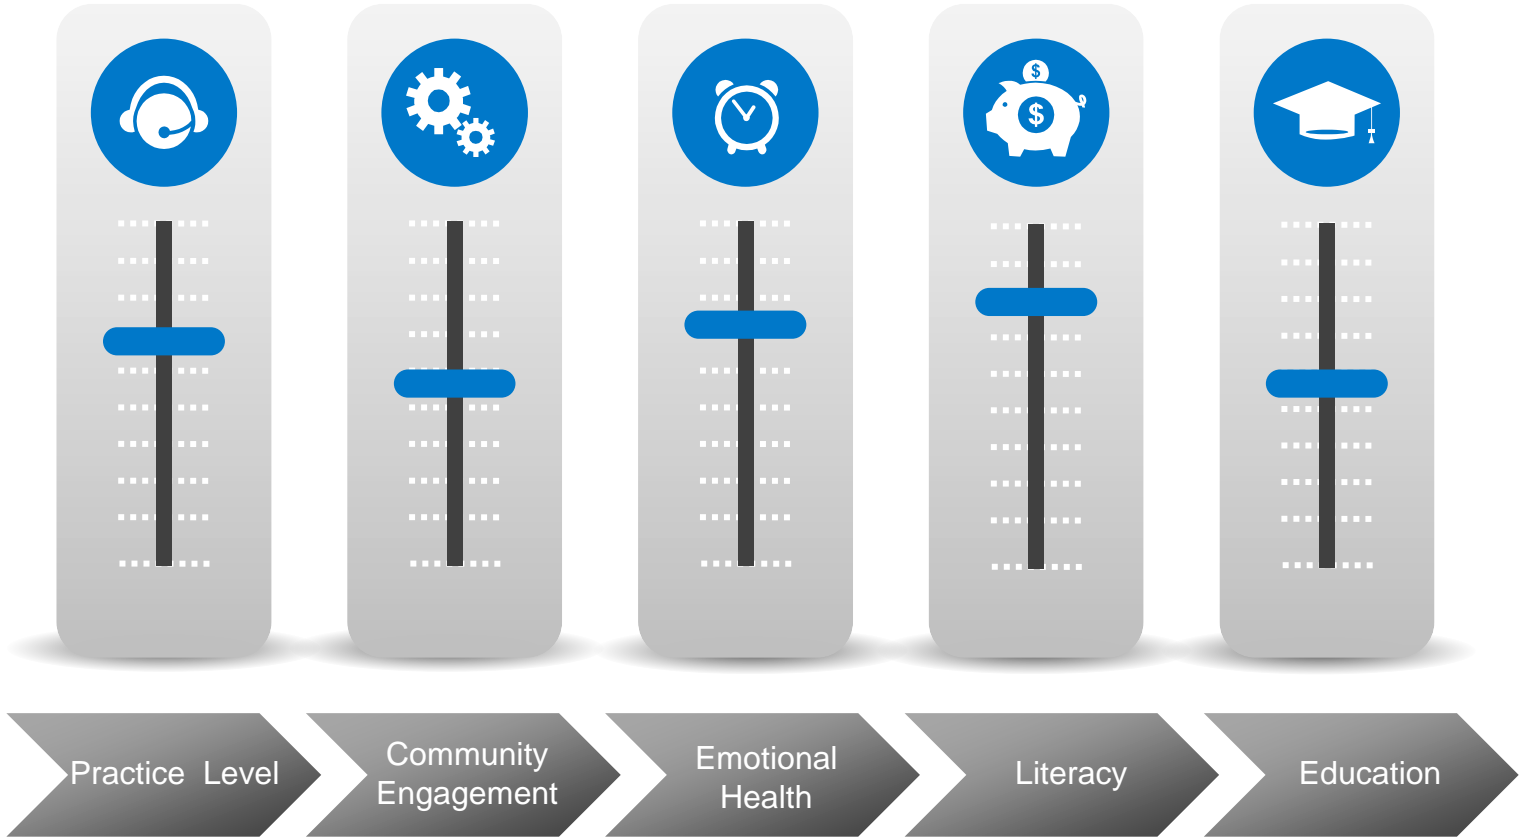 $
$
Practice  Level
Community
Engagement
Emotional
Health
Literacy
Education